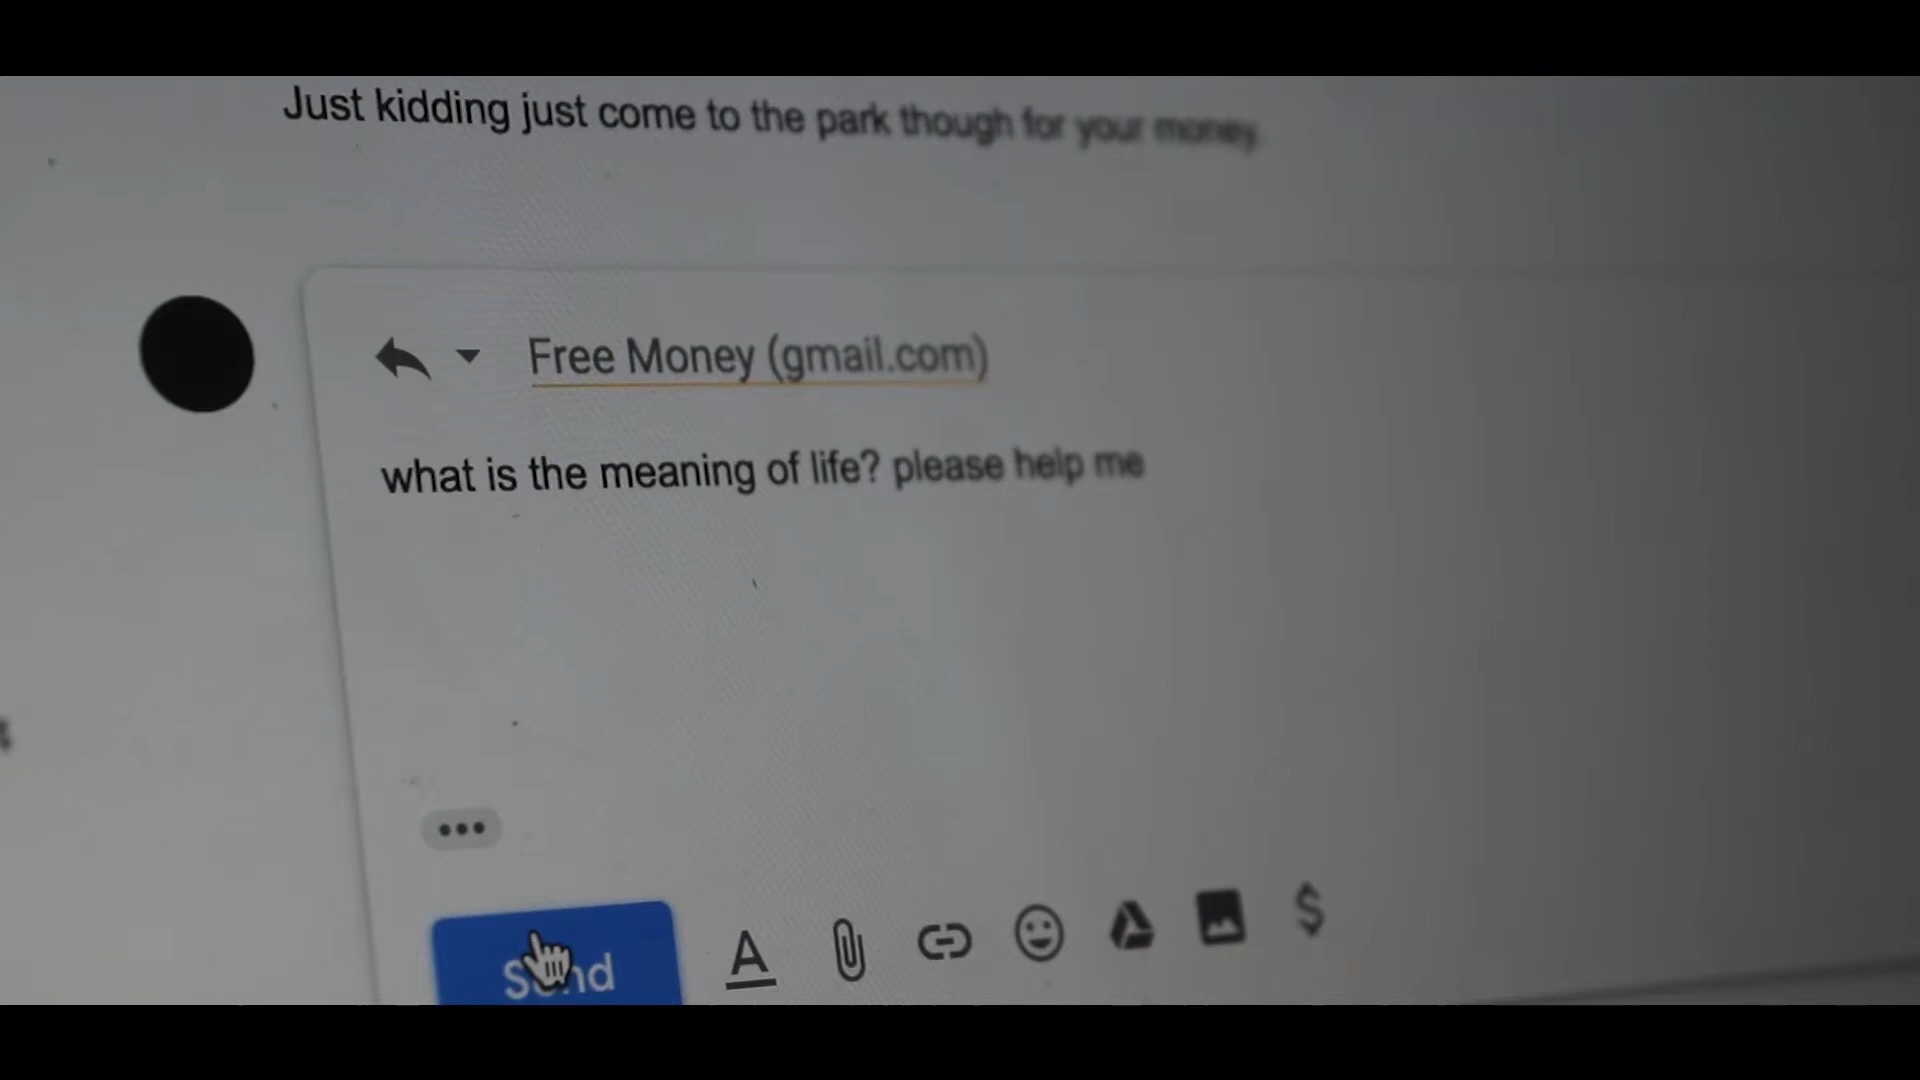 Just kidding just come to the park though for your money.
Free Money (gmail.com)
what is the meaning of life? please help me
Send